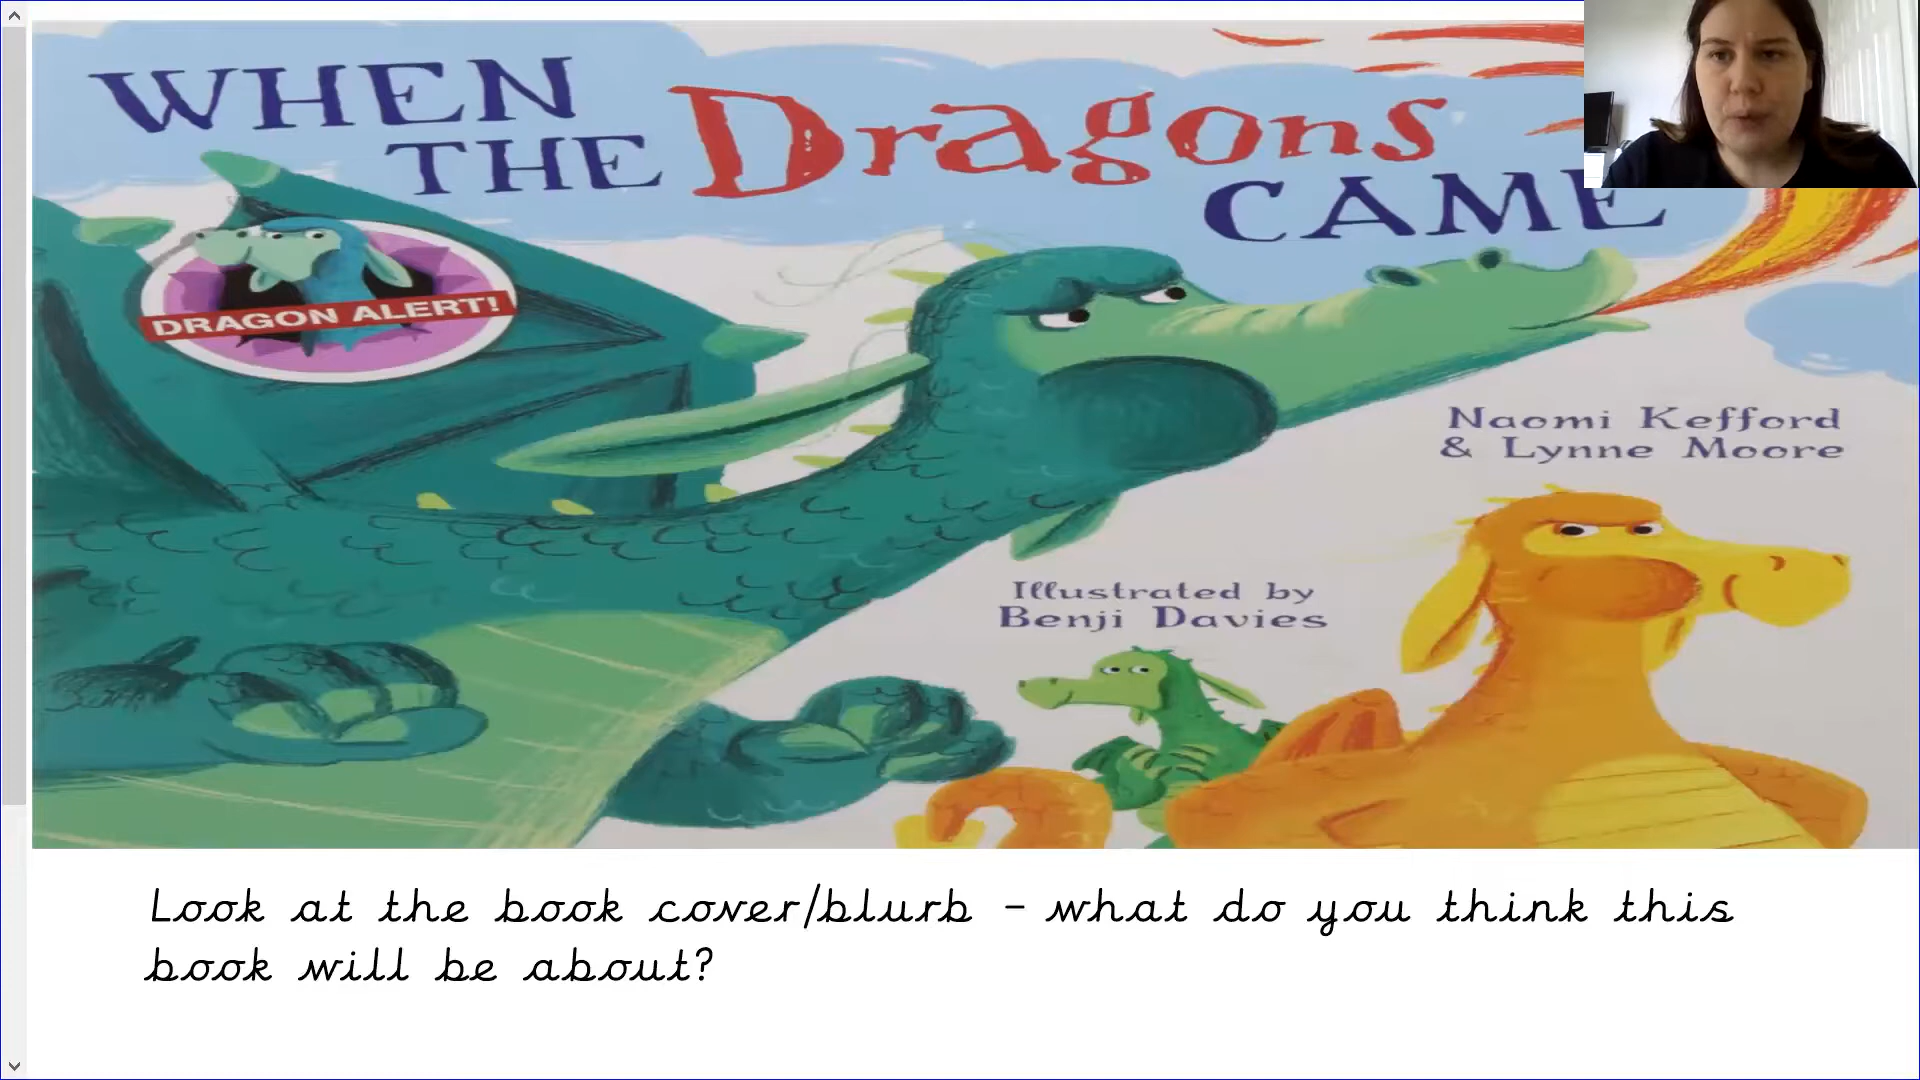 WHEN
THE Dragons
CAME
DRAGON ALERT!
Naomi Kefford
& Lynne Moore
Illustrated by
Benji Davies
Look at the book cover/blurb - what do you think this
book will be about?